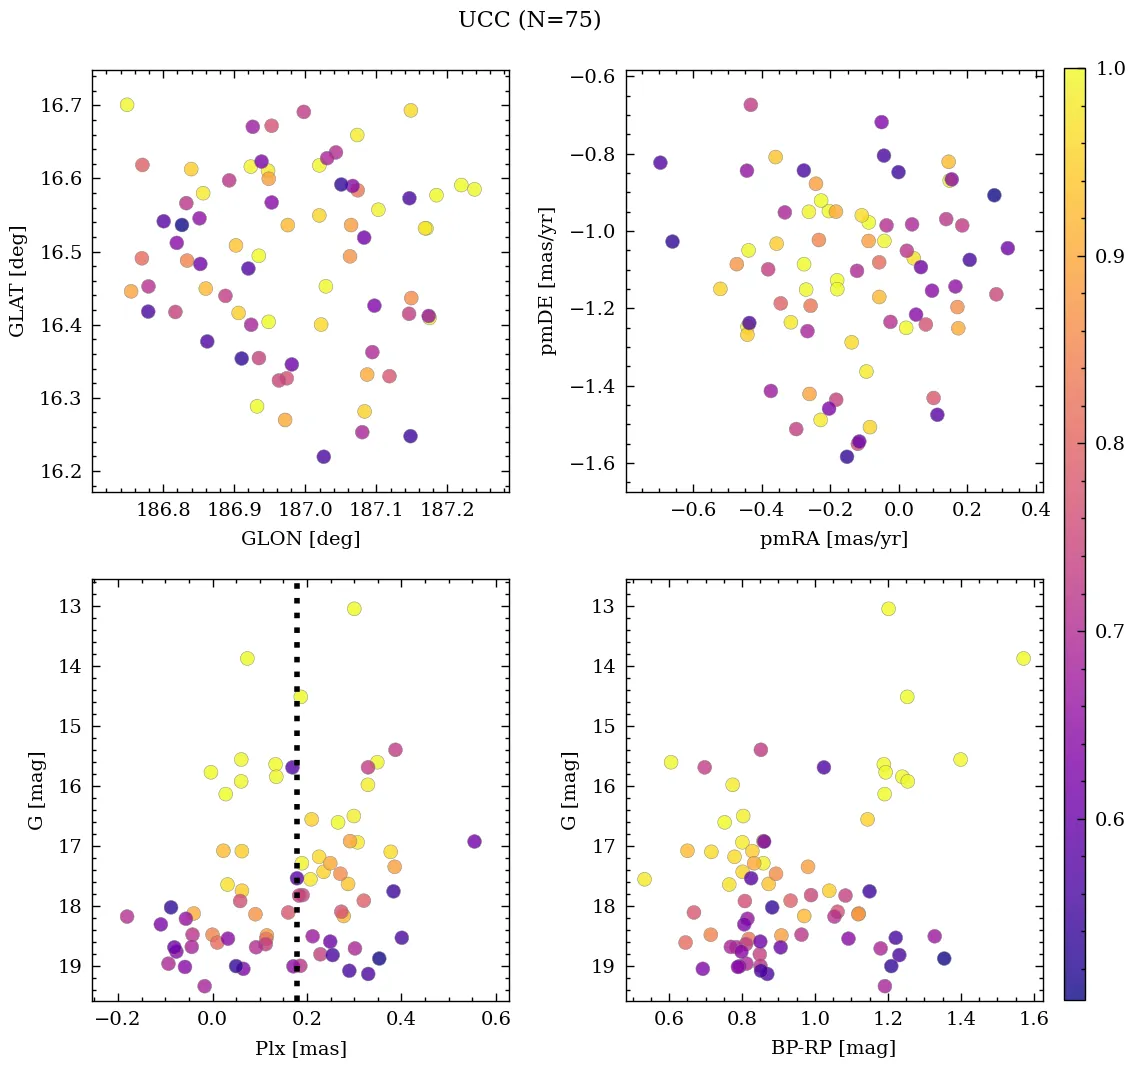 UCC (N=75)
16.7
16.6
16.5
16.4
16.3
16.2
GLAT [deg]
186.8 186.9 187.0 187.1 187.2
GLON [deg]
−0.6
−0.8
−1.0
−1.2
−1.4
−1.6
pmDE [mas/yr]
−0.6 −0.4 −0.2 0.0 0.2 0.4
pmRA [mas/yr]
1.0
0.9
0.8
0.7
0.6
13
14
15
16
17
18
19
G [mag]
−0.2 0.0 0.2 0.4 0.6
Plx [mas]
13
14
15
16
17
18
19
G [mag]
0.6 0.8 1.0 1.2 1.4 1.6
BP-RP [mag]